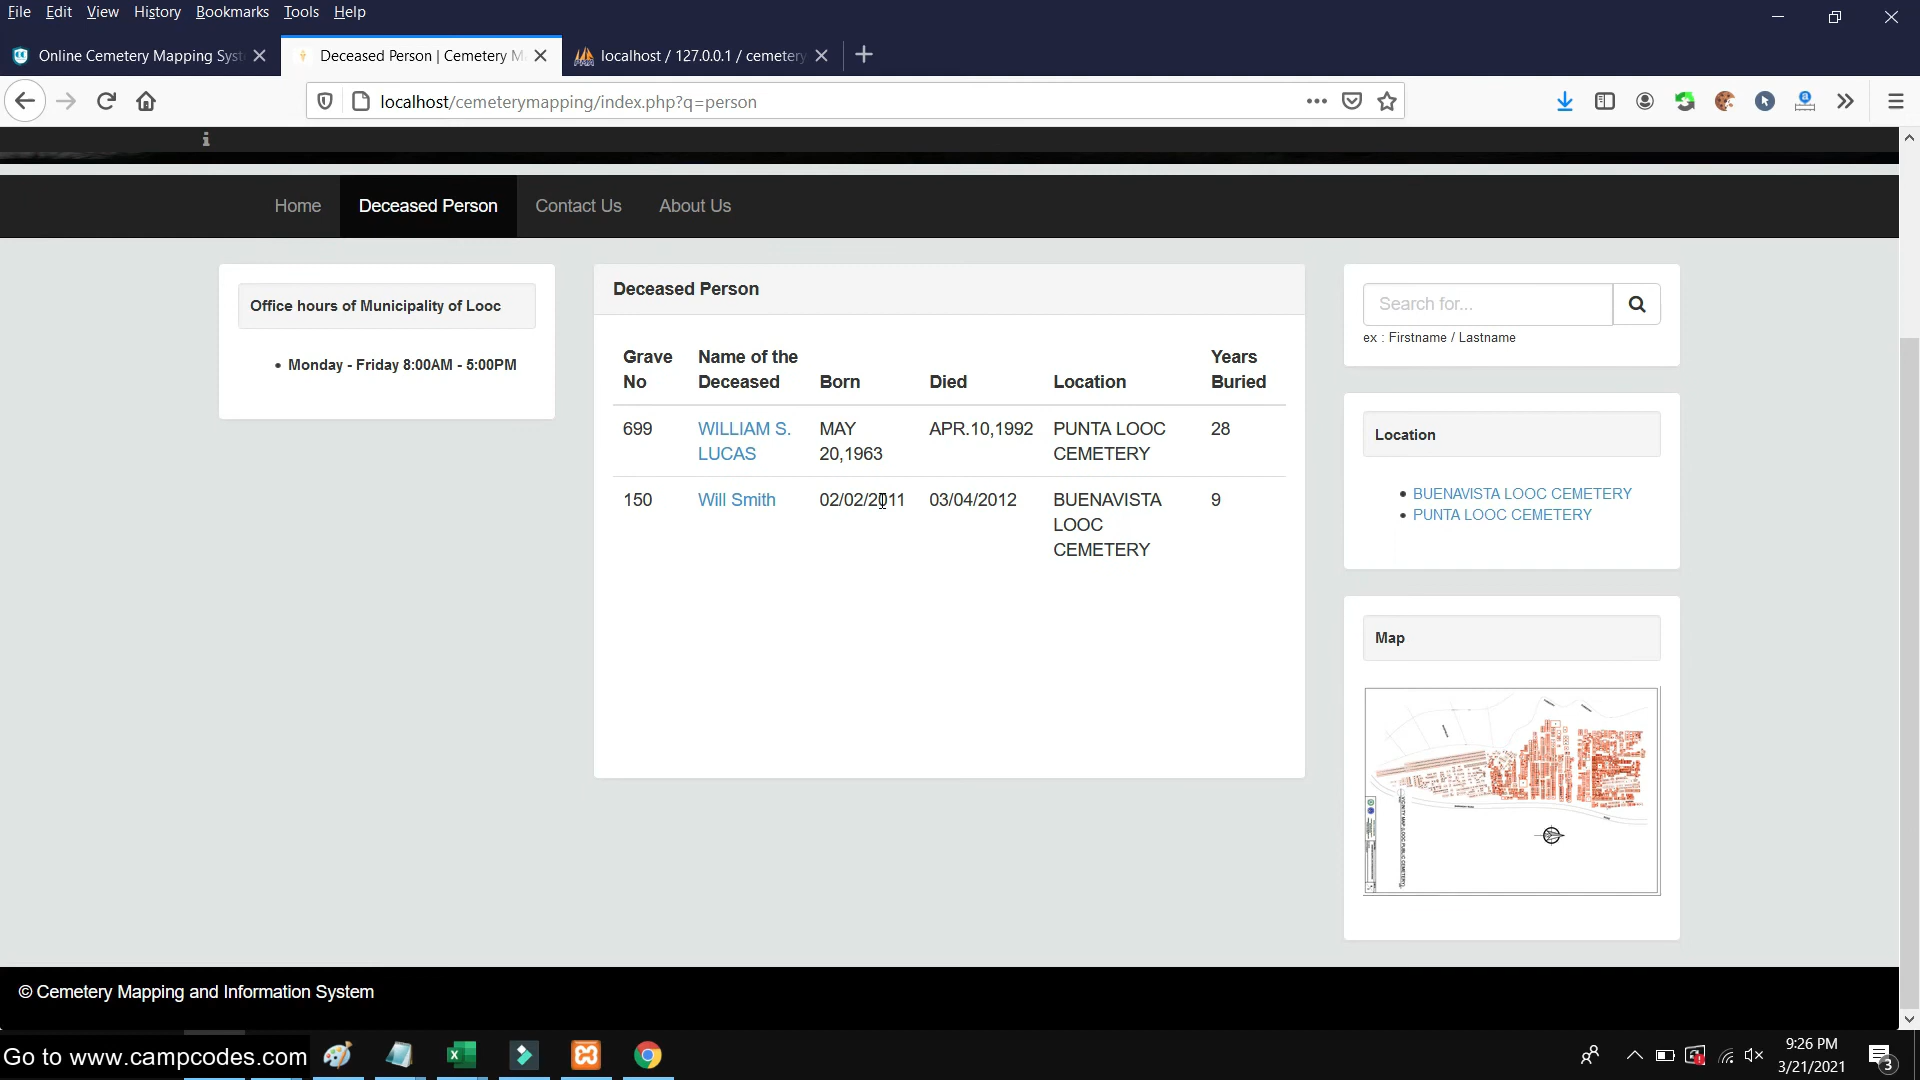 File Edit View History Bookmarks Tools Help
Online Cemetery Mapping Syst
Deceased Person | Cemetery M
localhost / 127.0.0.1 / cemetery
localhost/cemeterymapping/index.php?q=person
Home Deceased Person Contact Us About Us
Office hours of Municipality of Looc
Monday - Friday 8:00AM - 5:00PM
Deceased Person
Grave No
Name of the Deceased
Born
Died
Location
Years Buried
699
WILLIAM S. LUCAS
MAY 20,1963
APR.10,1992
PUNTA LOOC CEMETERY
28
150
Will Smith
02/02/2011
03/04/2012
BUENAVISTA LOOC CEMETERY
9
Search for...
ex : Firstname / Lastname
Location
BUENAVISTA LOOC CEMETERY
PUNTA LOOC CEMETERY
Map
© Cemetery Mapping and Information System
Go to www.campcodes.com
9:26 PM
3/21/2021
3